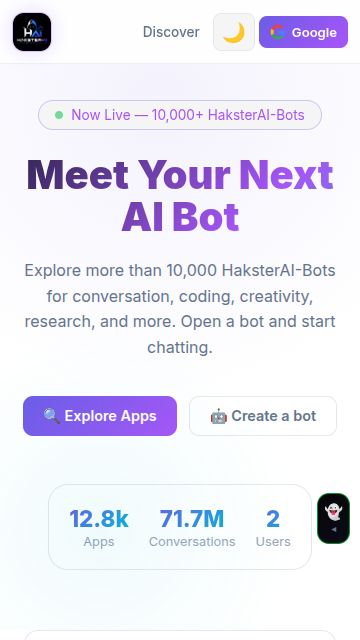 HAKSTERAI
Discover
Google
Now Live — 10,000+ HaksterAI-Bots
Meet Your Next
AI Bot
Explore more than 10,000 HaksterAI-Bots
for conversation, coding, creativity,
research, and more. Open a bot and start
chatting.
🔍 Explore Apps
🤖 Create a bot
12.8k 71.7M 2
Apps Conversations Users